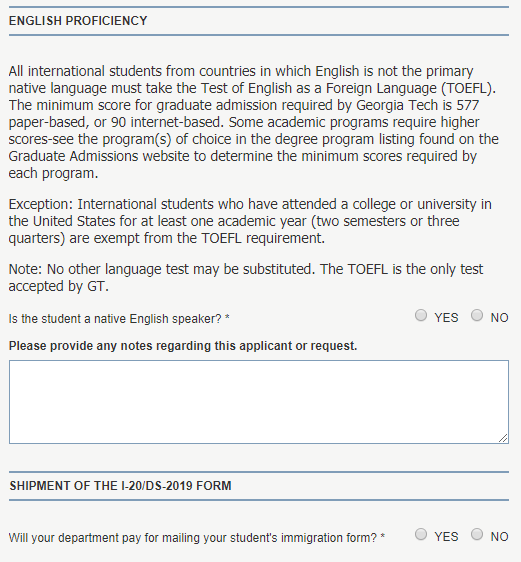 ENGLISH PROFICIENCY
All international students from countries in which English is not the primary
native language must take the Test of English as a Foreign Language (TOEFL).
The minimum score for graduate admission required by Georgia Tech is 577
paper-based, or 90 internet-based. Some academic programs require higher
scores-see the program(s) of choice in the degree program listing found on the
Graduate Admissions website to determine the minimum scores required by
each program.
Exception: International students who have attended a college or university in
the United States for at least one academic year (two semesters or three
quarters) are exempt from the TOEFL requirement.
Note: No other language test may be substituted. The TOEFL is the only test
accepted by GT.
Is the student a native English speaker? * YES NO
Please provide any notes regarding this applicant or request.
SHIPMENT OF THE I-20/DS-2019 FORM
Will your department pay for mailing your student's immigration form? * YES NO